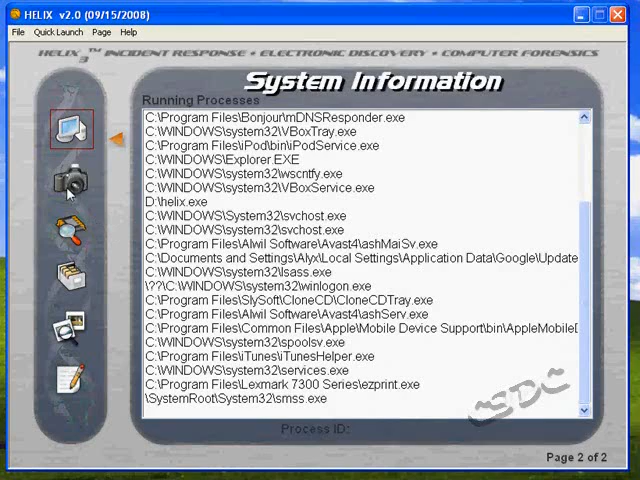 HELIX v2.0 (09/15/2008)
File Quick Launch Page Help
HELIX 3 ™ INCIDENT RESPONSE • ELECTRONIC DISCOVERY • COMPUTER FORENSICS
System Information
Running Processes
C:\Program Files\Bonjour\mDNSResponder.exe
C:\WINDOWS\system32\VBoxTray.exe
C:\Program Files\iPod\bin\iPodService.exe
C:\WINDOWS\Explorer.EXE
C:\WINDOWS\system32\wscntfy.exe
C:\WINDOWS\system32\VBoxService.exe
D:\helix.exe
C:\WINDOWS\System32\svchost.exe
C:\WINDOWS\system32\svchost.exe
C:\Program Files\Alwil Software\Avast4\ashMaiSv.exe
C:\Documents and Settings\Alyx\Local Settings\Application Data\Google\Update
C:\WINDOWS\system32\lsass.exe
\??\C:\WINDOWS\system32\winlogon.exe
C:\Program Files\SlySoft\CloneCD\CloneCDTray.exe
C:\Program Files\Alwil Software\Avast4\ashServ.exe
C:\Program Files\Common Files\Apple\Mobile Device Support\bin\AppleMobileD
C:\WINDOWS\system32\spoolsv.exe
C:\Program Files\iTunes\iTunesHelper.exe
C:\WINDOWS\system32\services.exe
C:\Program Files\Lexmark 7300 Series\ezprint.exe
\SystemRoot\System32\smss.exe
CSDC
Process ID:
Page 2 of 2